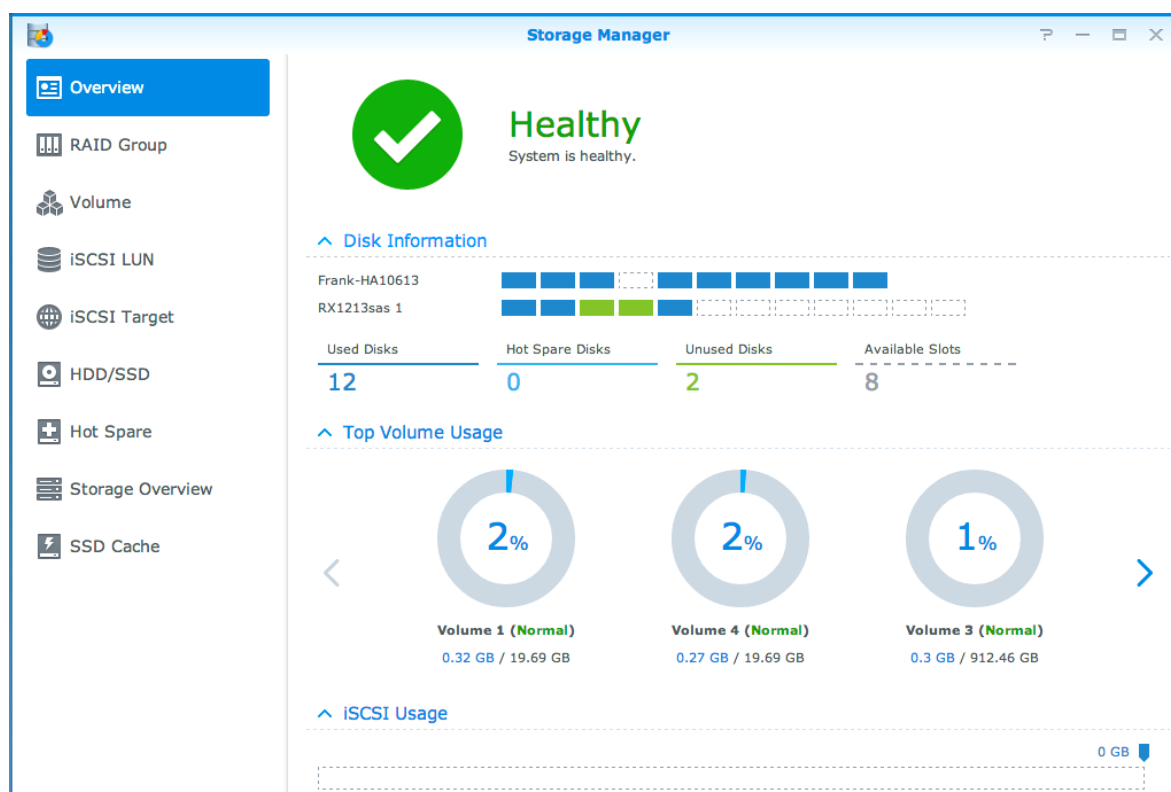 Storage Manager
Overview
RAID Group
Volume
iSCSI LUN
iSCSI Target
HDD/SSD
Hot Spare
Storage Overview
SSD Cache
Healthy
System is healthy.
Disk Information
Frank-HA10613
RX1213sas 1
Used Disks Hot Spare Disks Unused Disks Available Slots
12 0 2 8
Top Volume Usage
2% 2% 1%
Volume 1 (Normal) Volume 4 (Normal) Volume 3 (Normal)
0.32 GB / 19.69 GB 0.27 GB / 19.69 GB 0.3 GB / 912.46 GB
iSCSI Usage
0 GB